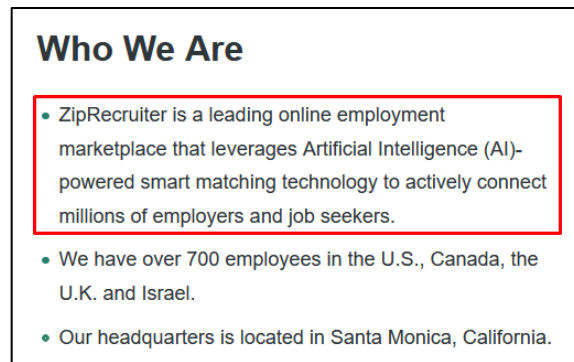 Who We Are
ZipRecruiter is a leading online employment
marketplace that leverages Artificial Intelligence (AI)-
powered smart matching technology to actively connect
millions of employers and job seekers.
We have over 700 employees in the U.S., Canada, the
U.K. and Israel.
Our headquarters is located in Santa Monica, California.